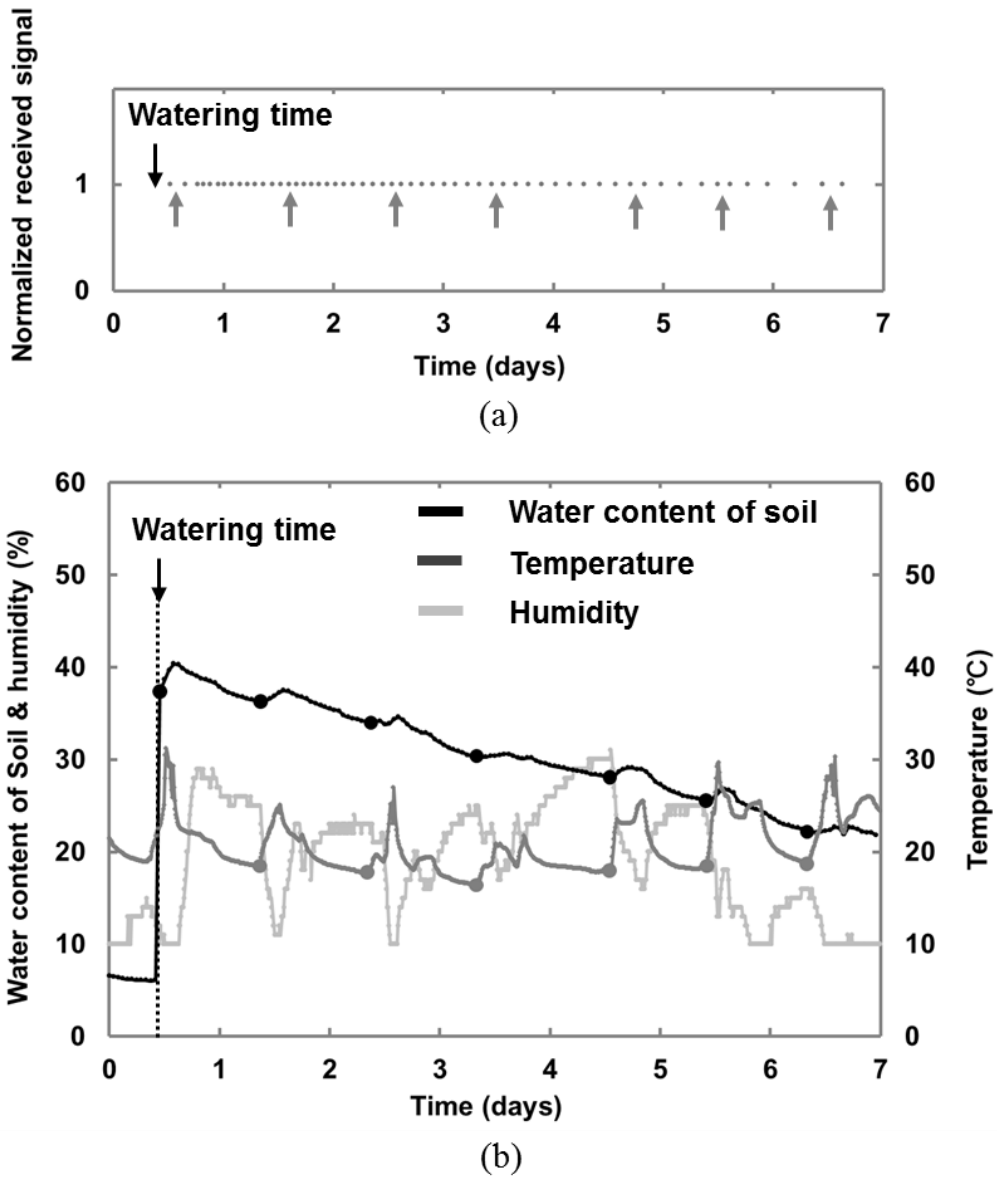 Normalized received signal
Watering time
1
0
0 1 2 3 4 5 6 7
Time (days)
(a)
Water content of Soil & humidity (%)
60 60
Water content of soil
Watering time
50 50
Temperature
Humidity
40 40
30 30
20 20
10 10
0 0
Temperature (℃)
0 1 2 3 4 5 6 7
Time (days)
(b)